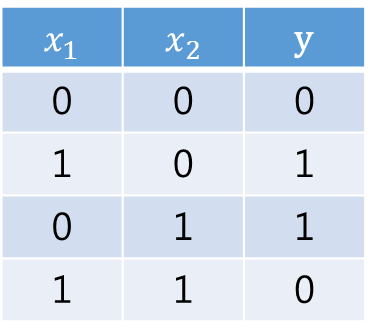 x₁ x₂ y
0 0 0
1 0 1
0 1 1
1 1 0